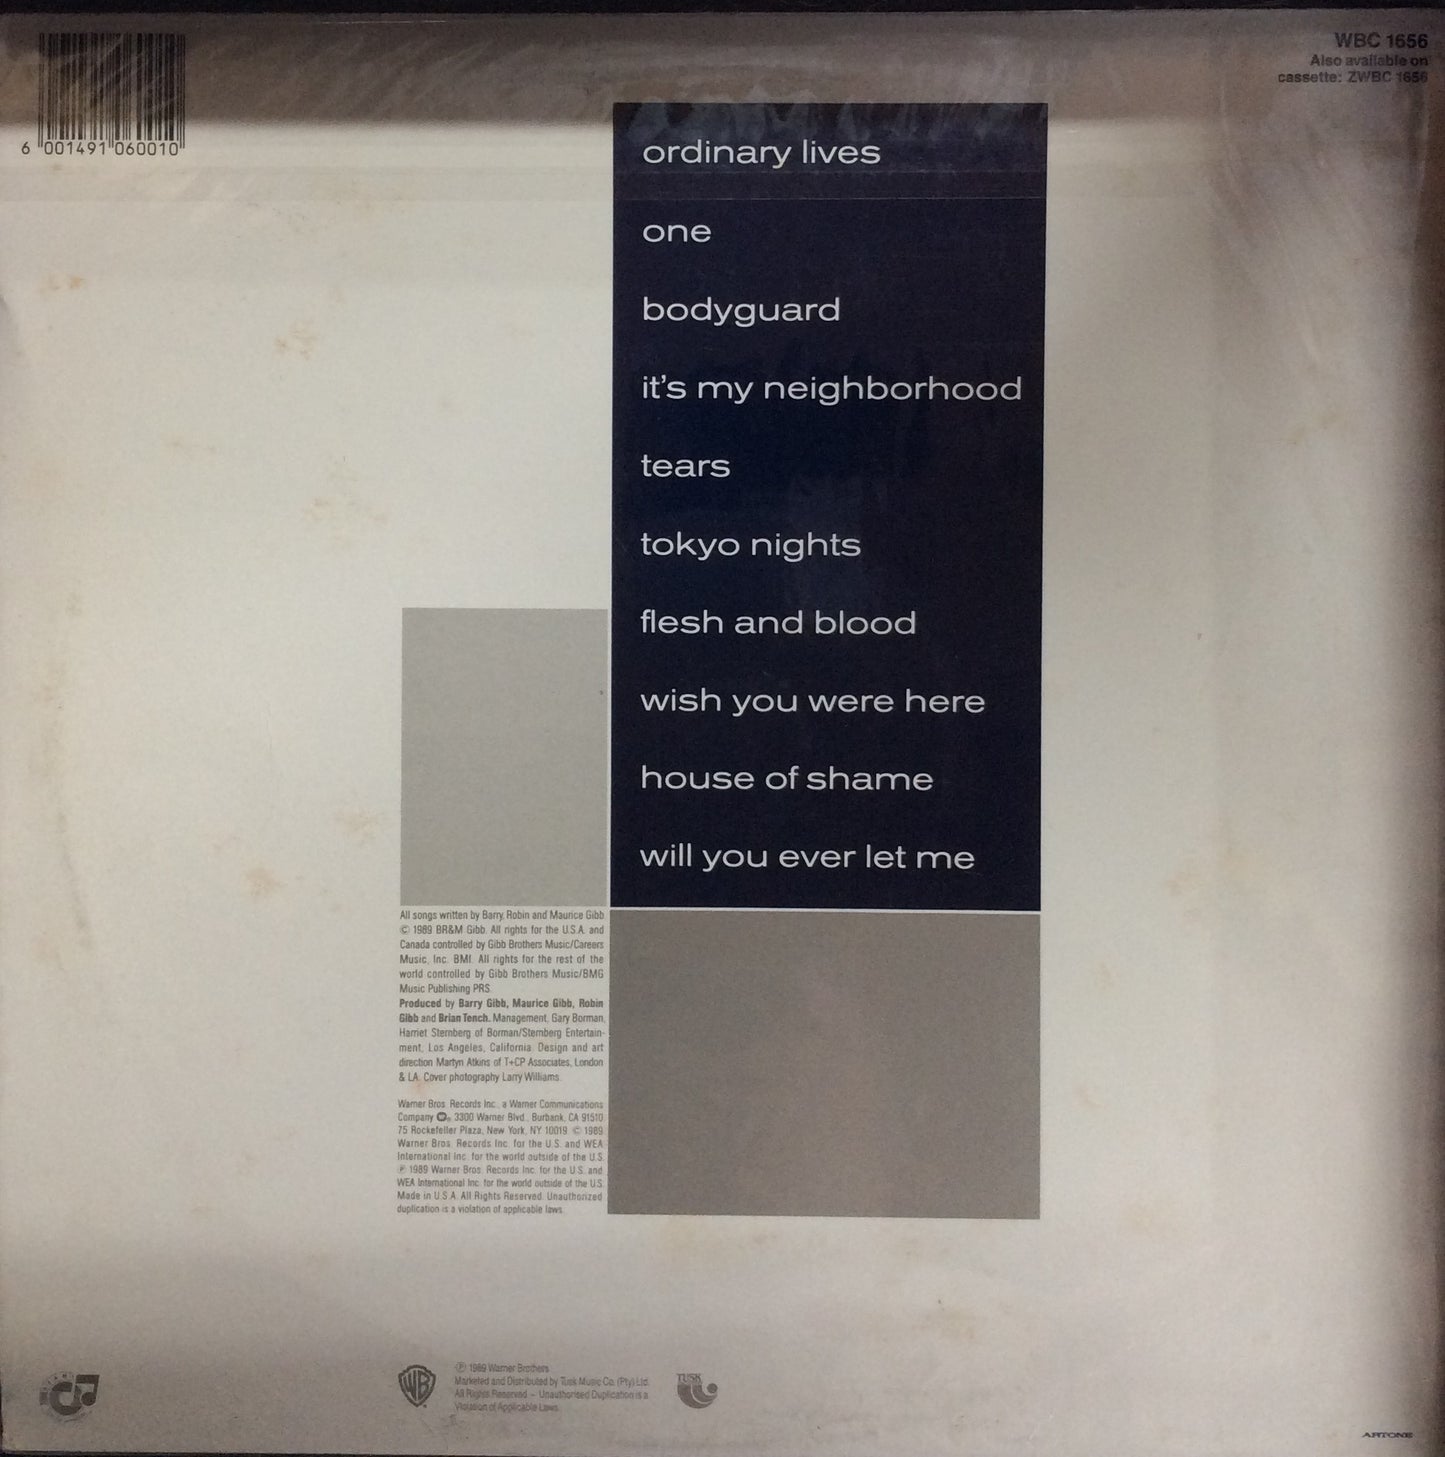 6 001491 060010
WBC 1656
Also available on
cassette: ZWBC 1656
ordinary lives
one
bodyguard
it's my neighborhood
tears
tokyo nights
flesh and blood
wish you were here
house of shame
will you ever let me
All songs written by Barry, Robin and Maurice Gibb
© 1989 BR&M Gibb. All rights for the U.S.A. and
Canada controlled by Gibb Brothers Music/Careers
Music, Inc. BMI. All rights for the rest of the
world controlled by Gibb Brothers Music/BMG
Music Publishing PRS.
Produced by Barry Gibb, Maurice Gibb, Robin
Gibb and Brian Tench. Management, Gary Borman,
Harriet Sternberg of Borman/Sternberg Entertain-
ment, Los Angeles, California. Design and art
direction Martyn Atkins of T+CP Associates, London
& LA. Cover photography Larry Williams.
Warner Bros. Records Inc., a Warner Communications
Company, 3300 Warner Blvd., Burbank, CA 91510
75 Rockefeller Plaza, New York, NY 10019. © 1989
Warner Bros. Records Inc. for the U.S. and WEA
International Inc. for the world outside of the U.S.
℗ 1989 Warner Bros. Records Inc. for the U.S. and
WEA International Inc. for the world outside of the U.S.
Made in U.S.A. All Rights Reserved. Unauthorized
duplication is a violation of applicable laws.
WB
℗ 1989 Warner Brothers
Marketed and Distributed by Tusk Music Co. (Pty) Ltd.
All Rights Reserved – Unauthorised Duplication is a
Violation of Applicable Laws
TUSK
ARTONE